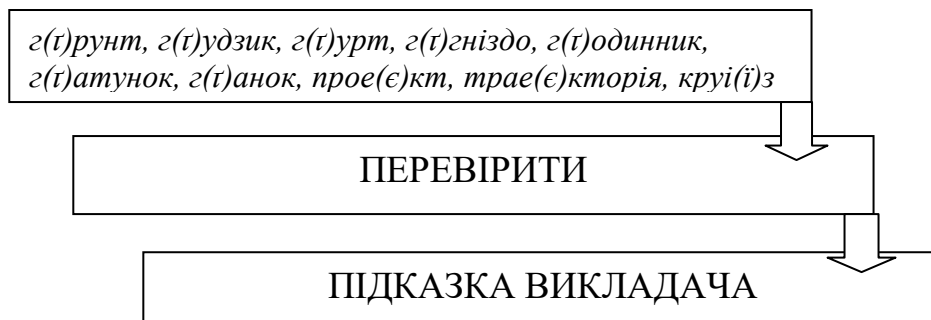 г(ґ)рунт, г(ґ)удзик, г(ґ)урт, г(ґ)гніздо, г(ґ)одинник,
г(ґ)атунок, г(ґ)анок, прое(є)кт, трае(є)кторія, круі(ї)з
ПЕРЕВІРИТИ
ПІДКАЗКА ВИКЛАДАЧА